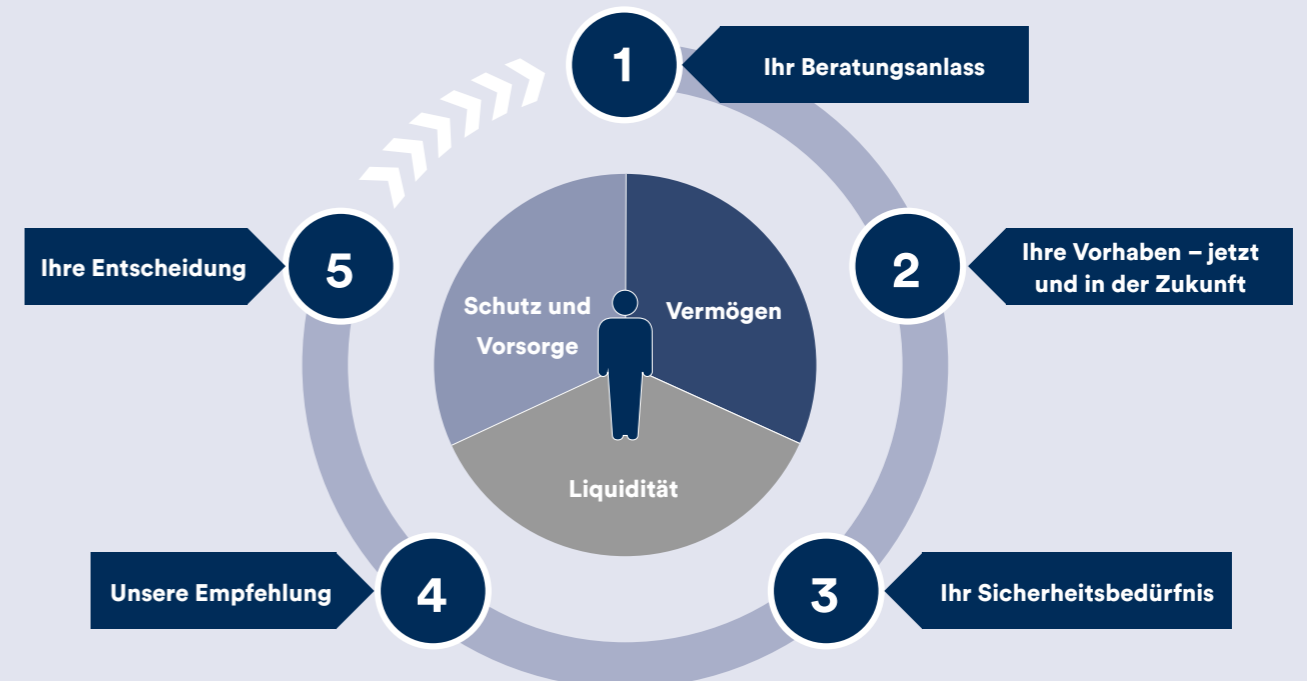 1
Ihr Beratungsanlass
2
Ihre Vorhaben – jetzt
und in der Zukunft
3
Ihr Sicherheitsbedürfnis
4
Unsere Empfehlung
5
Ihre Entscheidung
Schutz und
Vorsorge
Vermögen
Liquidität